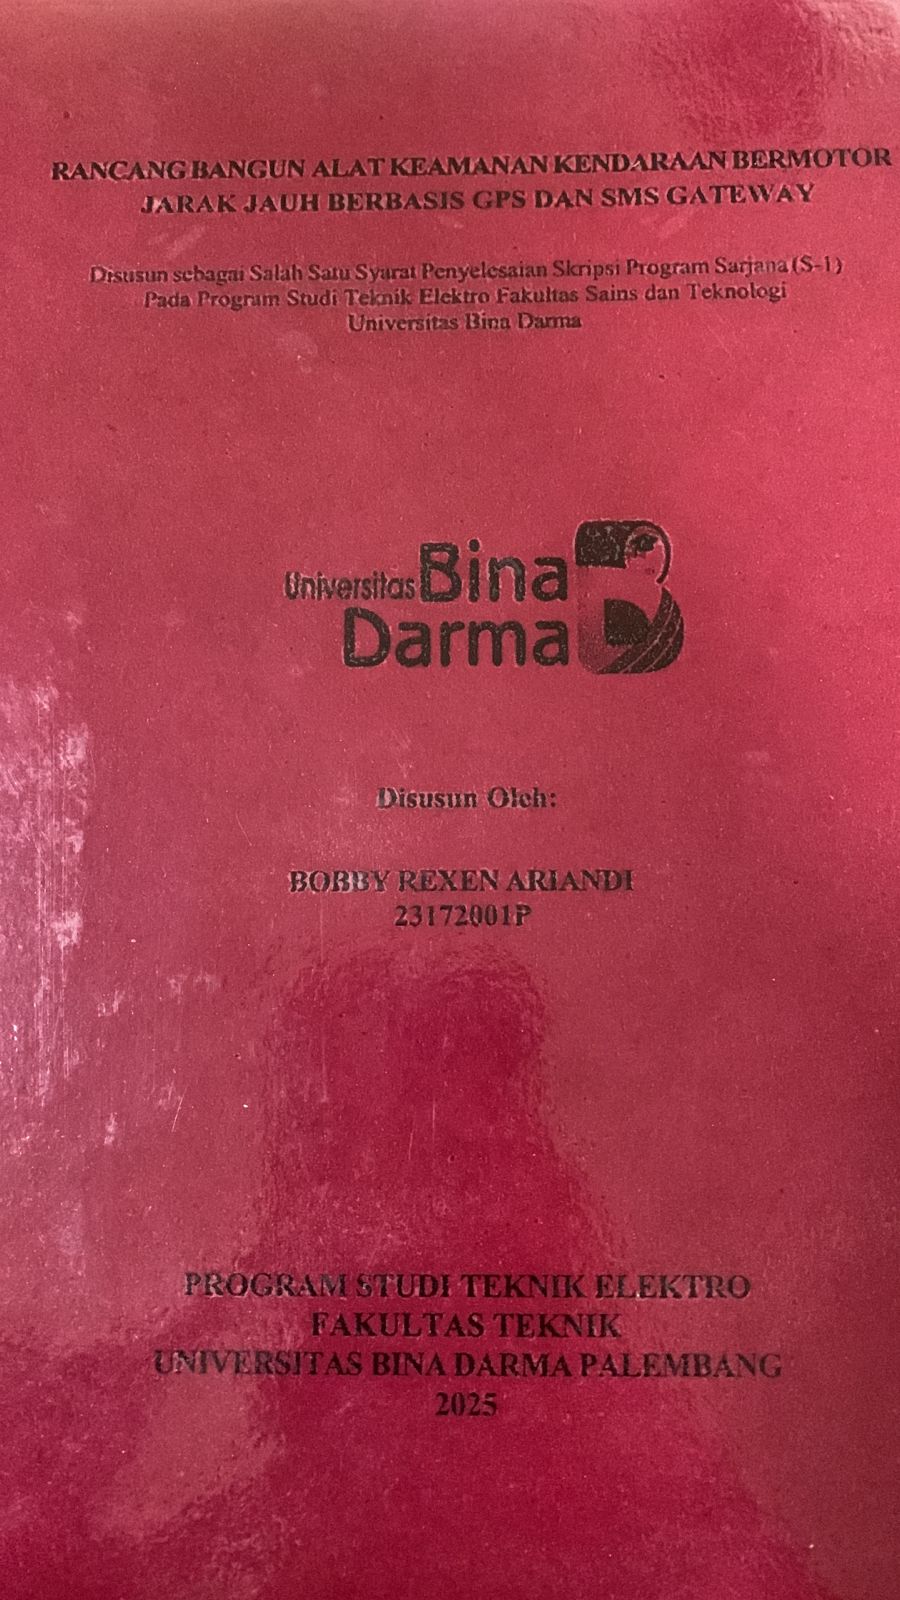 RANCANG BANGUN ALAT KEAMANAN KENDARAAN BERMOTOR
JARAK JAUH BERBASIS GPS DAN SMS GATEWAY
Disusun sebagai Salah Satu Syarat Penyelesaian Skripsi Program Sarjana (S-1)
Pada Program Studi Teknik Elektro Fakultas Sains dan Teknologi
Universitas Bina Darma
Universitas Bina
Darma
Disusun Oleh:
BOBBY REXEN ARIANDI
23172001P
PROGRAM STUDI TEKNIK ELEKTRO
FAKULTAS TEKNIK
UNIVERSITAS BINA DARMA PALEMBANG
2025